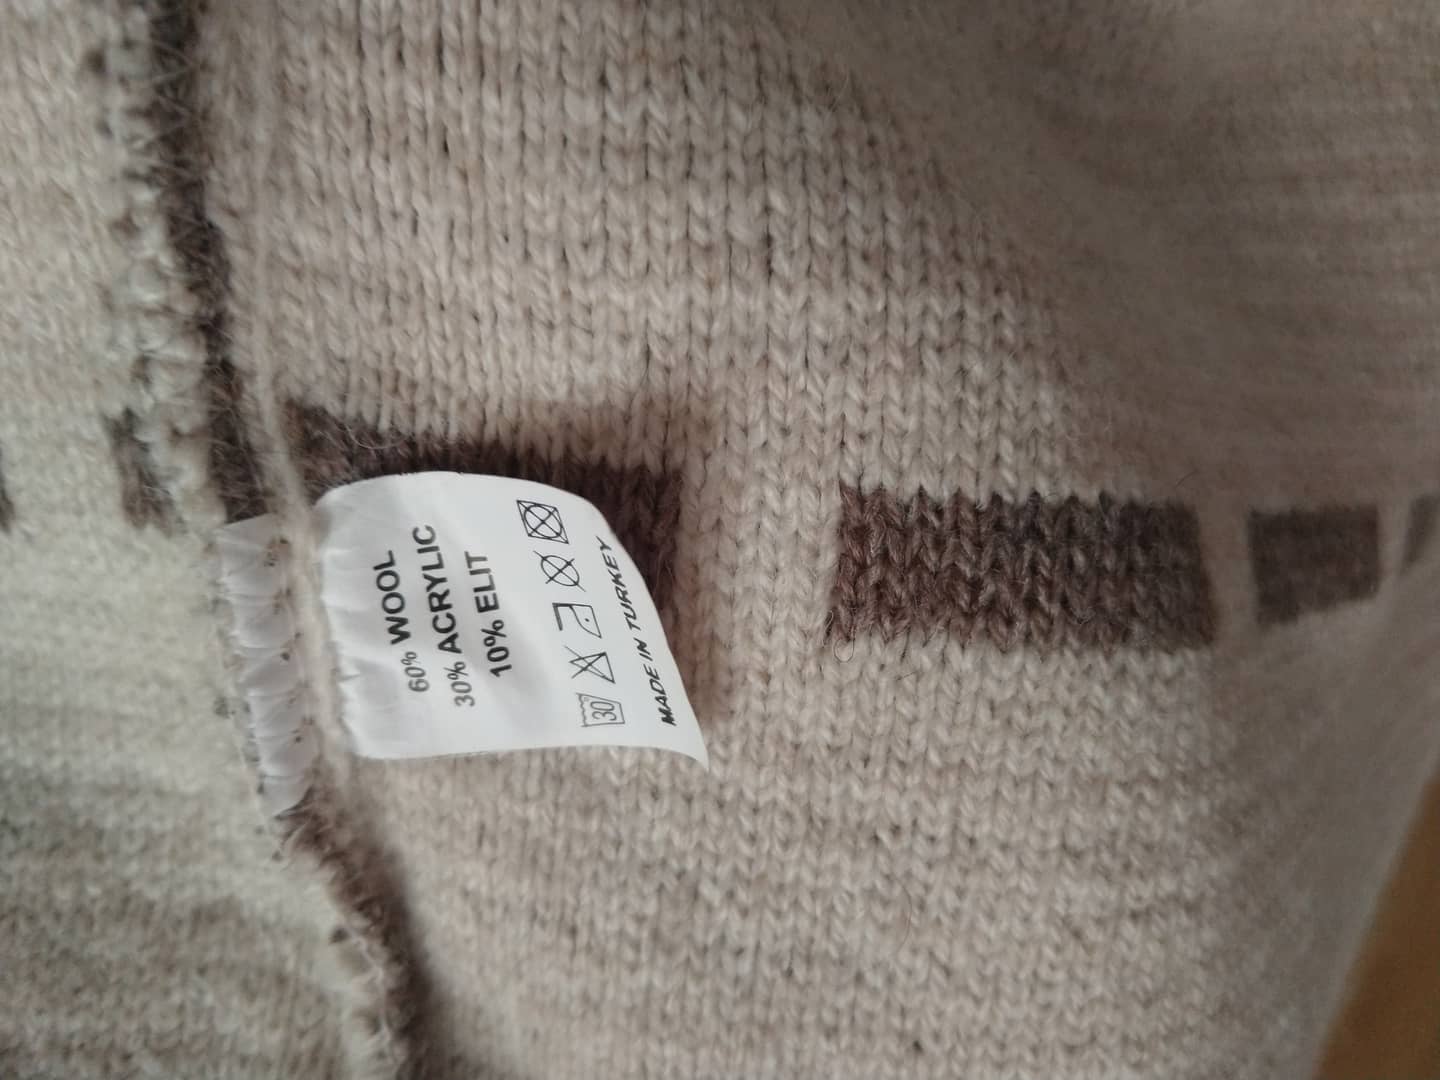 60% WOOL
30% ACRYLIC
10% ELIT
30
MADE IN TURKEY